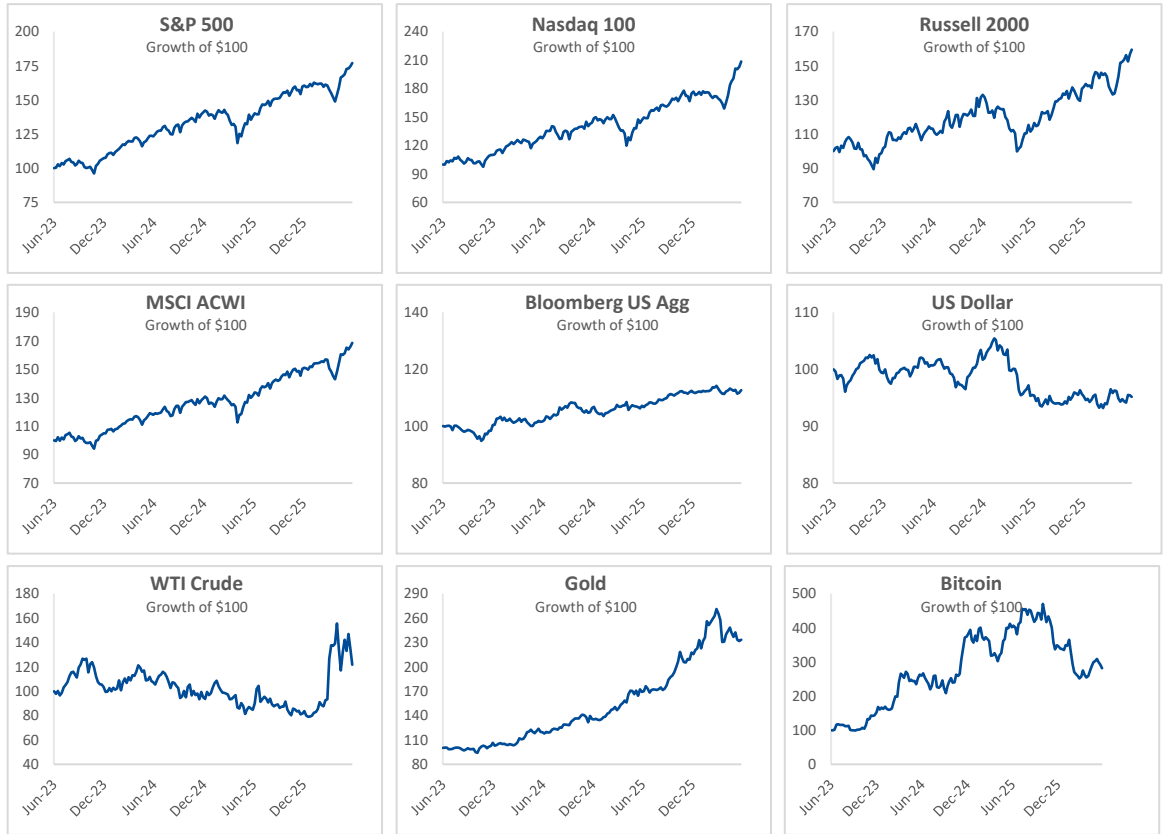 S&P 500
Growth of $100
200
175
150
125
100
75
Jun-23
Dec-23
Jun-24
Dec-24
Jun-25
Dec-25
Nasdaq 100
Growth of $100
210
180
150
120
90
60
Jun-23
Dec-23
Jun-24
Dec-24
Jun-25
Dec-25
Russell 2000
Growth of $100
170
150
130
110
90
70
Jun-23
Dec-23
Jun-24
Dec-24
Jun-25
Dec-25
MSCI ACWI
Growth of $100
190
170
150
130
110
90
70
Jun-23
Dec-23
Jun-24
Dec-24
Jun-25
Dec-25
Bloomberg US Agg
Growth of $100
140
120
100
80
Jun-23
Dec-23
Jun-24
Dec-24
Jun-25
Dec-25
US Dollar
Growth of $100
110
100
90
80
Jun-23
Dec-23
Jun-24
Dec-24
Jun-25
Dec-25
WTI Crude
Growth of $100
180
160
140
120
100
80
60
40
Jun-23
Dec-23
Jun-24
Dec-24
Jun-25
Dec-25
Gold
Growth of $100
290
260
230
200
170
140
110
80
Jun-23
Dec-23
Jun-24
Dec-24
Jun-25
Dec-25
Bitcoin
Growth of $100
500
400
300
200
100
0
Jun-23
Dec-23
Jun-24
Dec-24
Jun-25
Dec-25